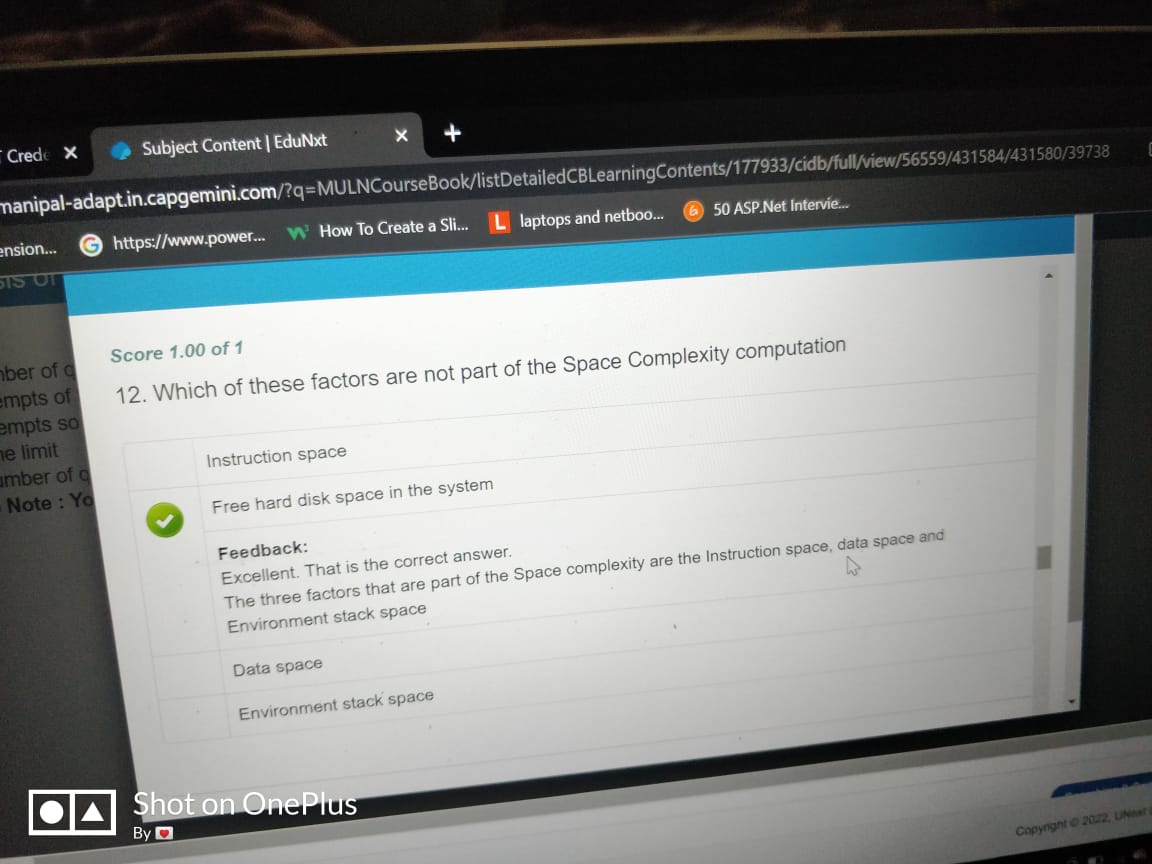 Crede
Subject Content | EduNxt
manipal-adapt.in.capgemini.com/?q=MULNCourseBook/listDetailedCBLearningContents/177933/cidb/full/view/56559/431584/431580/39738
ension...
https://www.power...
How To Create a Sli...
L laptops and netboo...
50 ASP.Net Intervie...
Score 1.00 of 1
12. Which of these factors are not part of the Space Complexity computation
Instruction space
Free hard disk space in the system
Feedback:
Excellent. That is the correct answer.
The three factors that are part of the Space complexity are the Instruction space, data space and
Environment stack space
Data space
Environment stack space
mber of q
empts of
empts so
ne limit
umber of q
Note : Yo
Shot on OnePlus
By
Copyright © 2022,